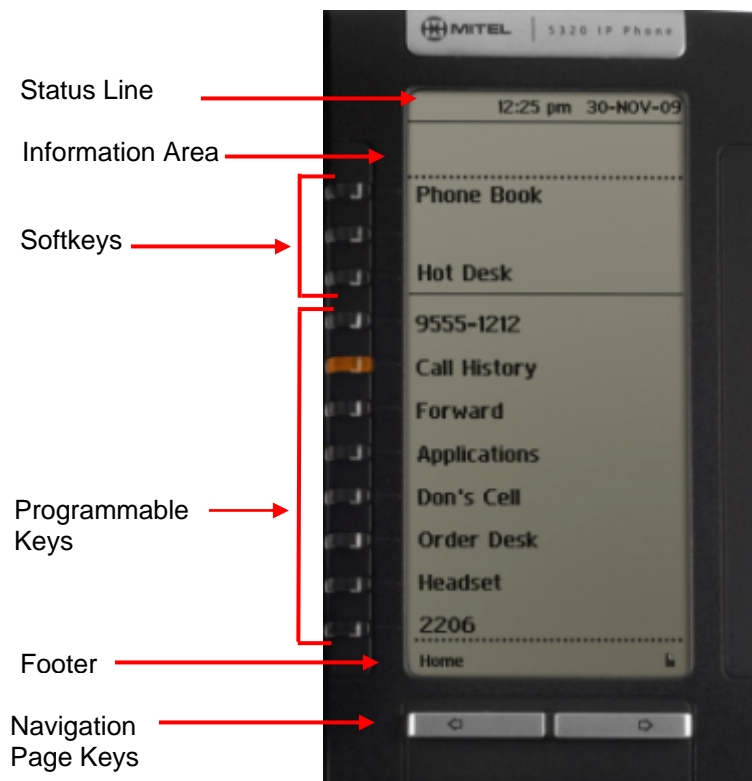 MITEL 5320 IP Phone
Status Line
12:25 pm 30-NOV-09
Information Area
Phone Book
Softkeys
Hot Desk
9555-1212
Call History
Forward
Applications
Don's Cell
Programmable
Keys
Order Desk
Headset
2206
Footer
Home
Navigation
Page Keys